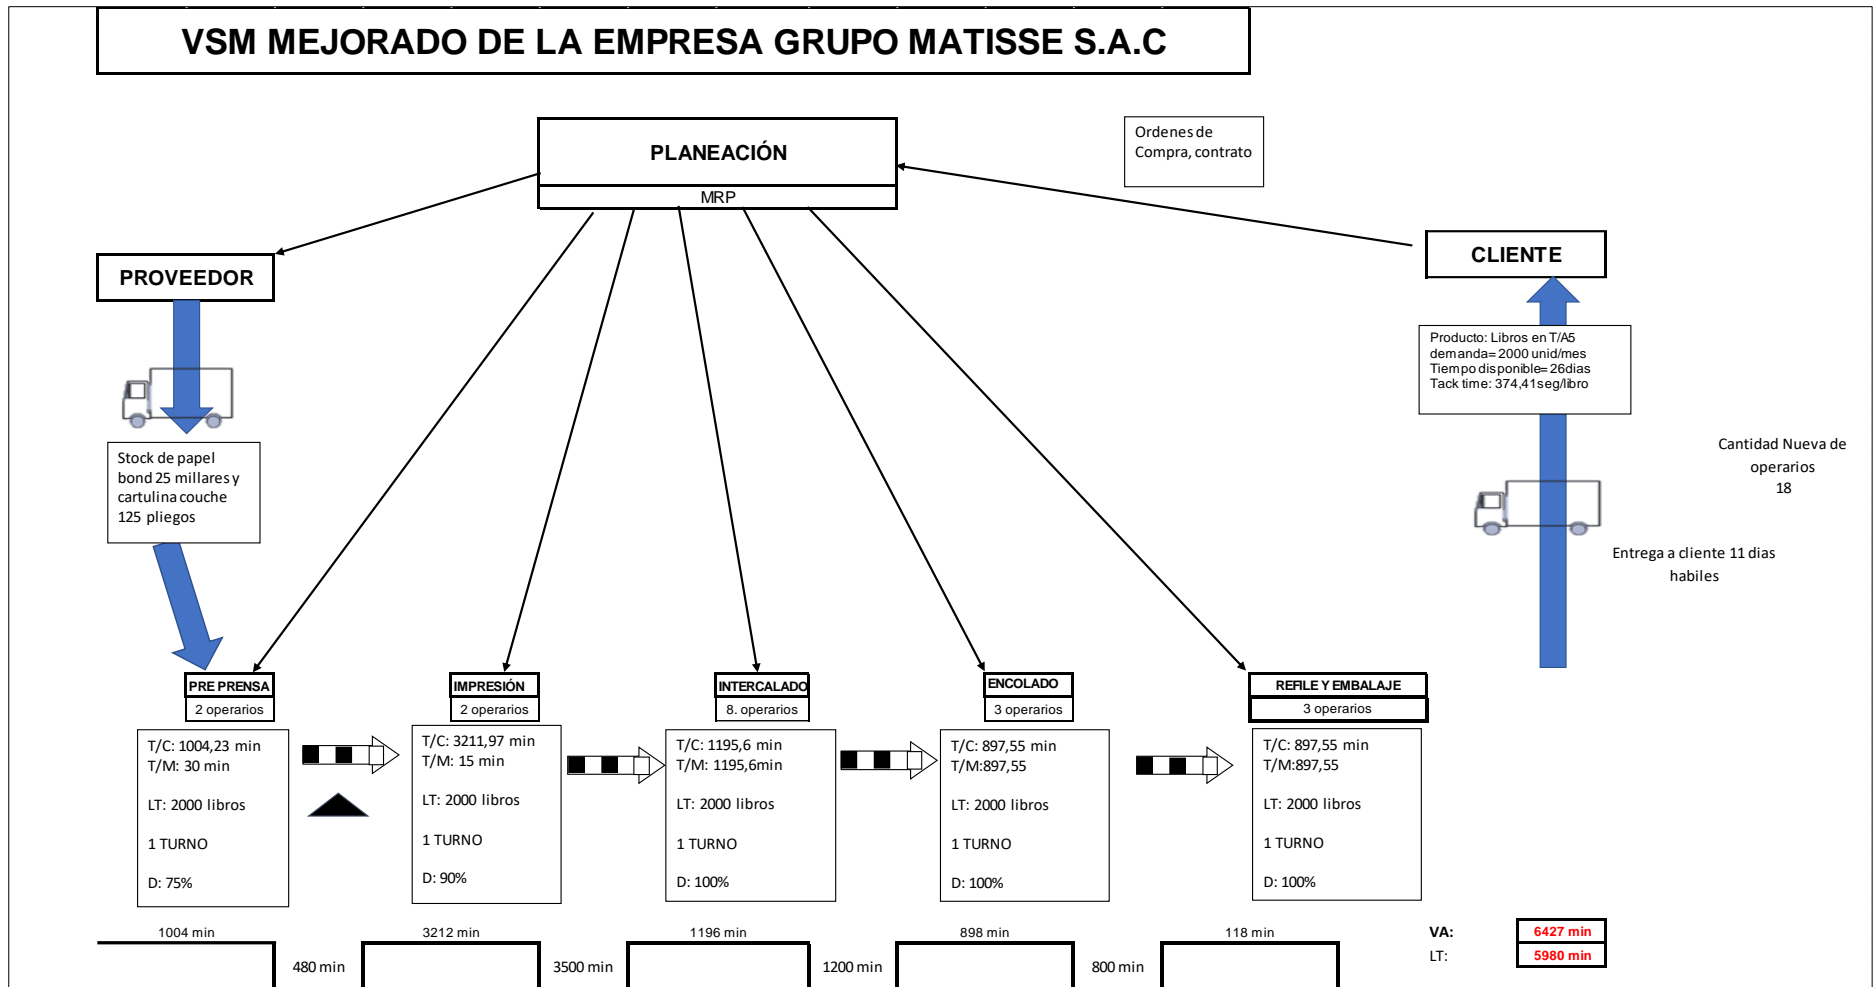 VSM MEJORADO DE LA EMPRESA GRUPO MATISSE S.A.C
PLANEACIÓN
MRP
Ordenes de
Compra, contrato
PROVEEDOR
CLIENTE
Producto: Libros en T/A5
demanda= 2000 unid/mes
Tiempo disponible= 26dias
Tack time: 374,41seg/libro
Stock de papel
bond 25 millares y
cartulina couche
125 pliegos
Cantidad Nueva de
operarios
18
Entrega a cliente 11 dias
habiles
PRE PRENSA
2 operarios
T/C: 1004,23 min
T/M: 30 min
LT: 2000 libros
1 TURNO
D: 75%
IMPRESIÓN
2 operarios
T/C: 3211,97 min
T/M: 15 min
LT: 2000 libros
1 TURNO
D: 90%
INTERCALADO
8. operarios
T/C: 1195,6 min
T/M: 1195,6min
LT: 2000 libros
1 TURNO
D: 100%
ENCOLADO
3 operarios
T/C: 897,55 min
T/M:897,55
LT: 2000 libros
1 TURNO
D: 100%
REFILE Y EMBALAJE
3 operarios
T/C: 897,55 min
T/M:897,55
LT: 2000 libros
1 TURNO
D: 100%
1004 min
3212 min
1196 min
898 min
118 min
480 min
3500 min
1200 min
800 min
VA: 6427 min
LT: 5980 min